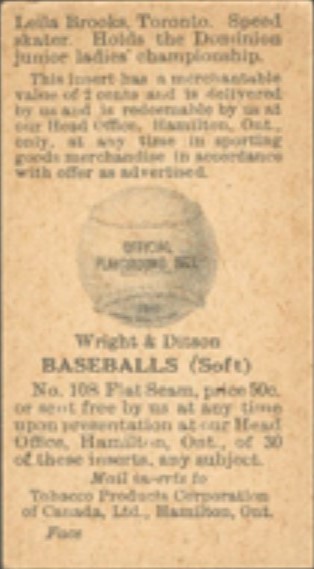 Leila Brooks, Toronto. Speed
skater. Holds the Dominion
junior ladies' championship.
This insert has a merchantable
value of 2 cents and is delivered
by us and is redeemable by us at
our Head Office, Hamilton, Ont.,
only, at any time in sporting
goods merchandise in accordance
with offer as advertised.
OFFICIAL
PLAYGROUND BALL
Wright & Ditson
BASEBALLS (Soft)
No. 108 Flat Seam, price 90c.
or sent free by us at any time
upon presentation at our Head
Office, Hamilton, Ont., of 30
of these inserts, any subject.
Mail inserts to
Tobacco Products Corporation
of Canada, Ltd., Hamilton, Ont.